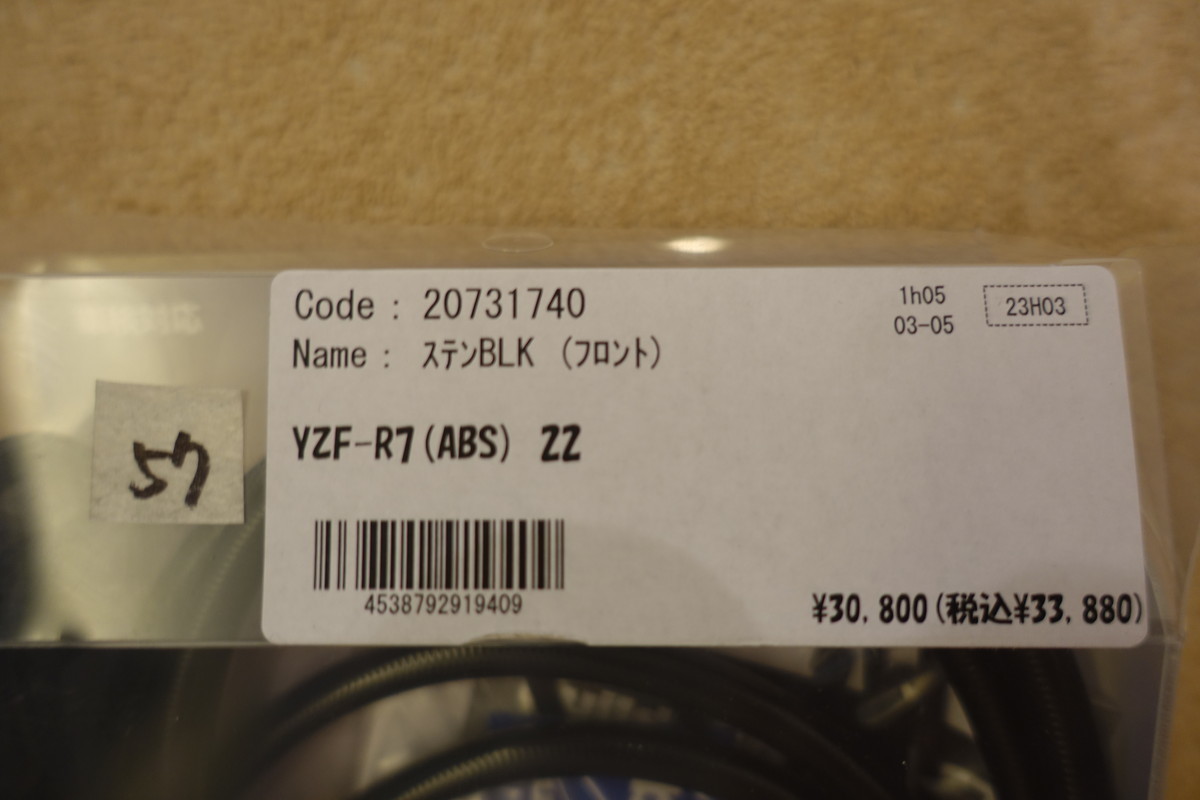 Code : 20731740
Name : ｽﾃﾝBLK (ﾌﾛﾝﾄ)
1h05
03-05
23H03
YZF-R7(ABS) 22
57
4538792919409
¥30,800(税込¥33,880)